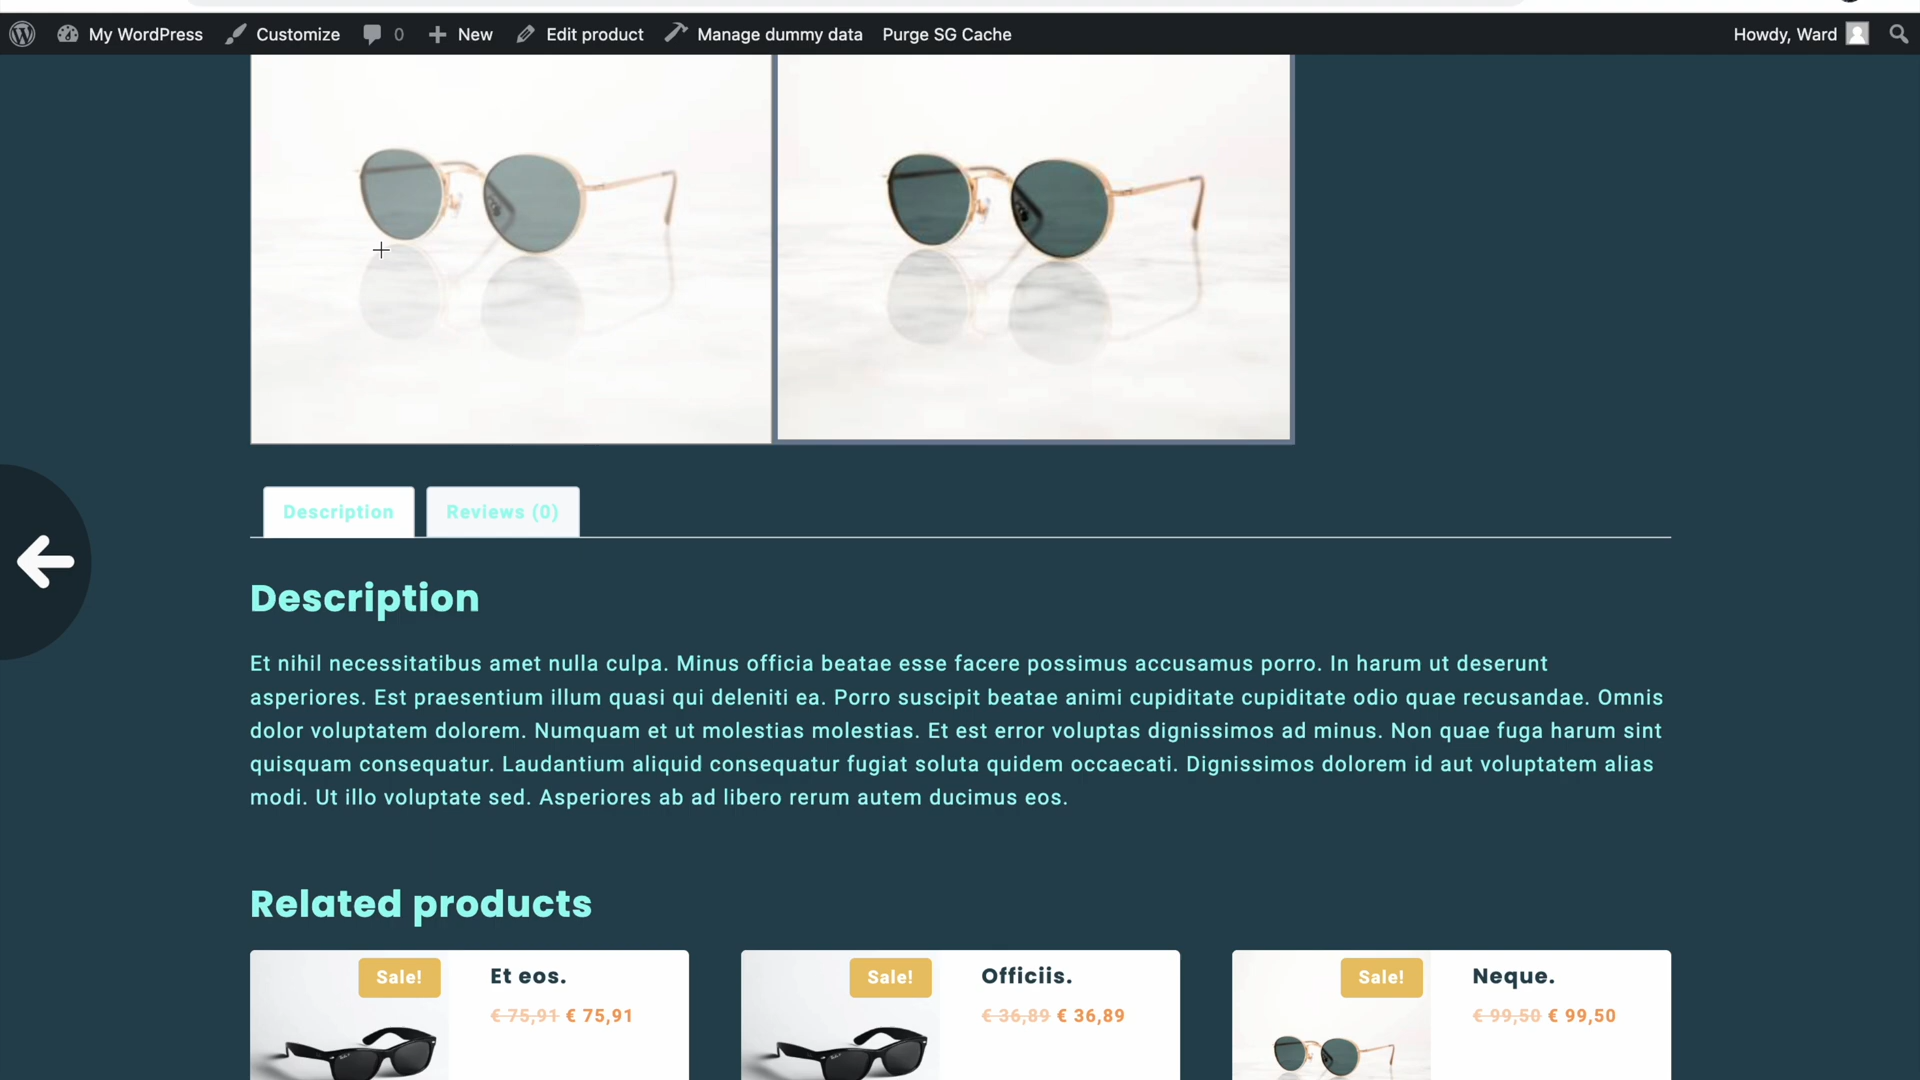 My WordPress Customize 0 New Edit product Manage dummy data Purge SG Cache Howdy, Ward
Description Reviews (0)
Description
Et nihil necessitatibus amet nulla culpa. Minus officia beatae esse facere possimus accusamus porro. In harum ut deserunt
asperiores. Est praesentium illum quasi qui deleniti ea. Porro suscipit beatae animi cupiditate cupiditate odio quae recusandae. Omnis
dolor voluptatem dolorem. Numquam et ut molestias molestias. Et est error voluptas dignissimos ad minus. Non quae fuga harum sint
quisquam consequatur. Laudantium aliquid consequatur fugiat soluta quidem occaecati. Dignissimos dolorem id aut voluptatem alias
modi. Ut illo voluptate sed. Asperiores ab ad libero rerum autem ducimus eos.
Related products
Sale! Et eos. Sale! Officiis. Sale! Neque.
€ 75,91 € 75,91 € 36,89 € 36,89 € 99,50 € 99,50